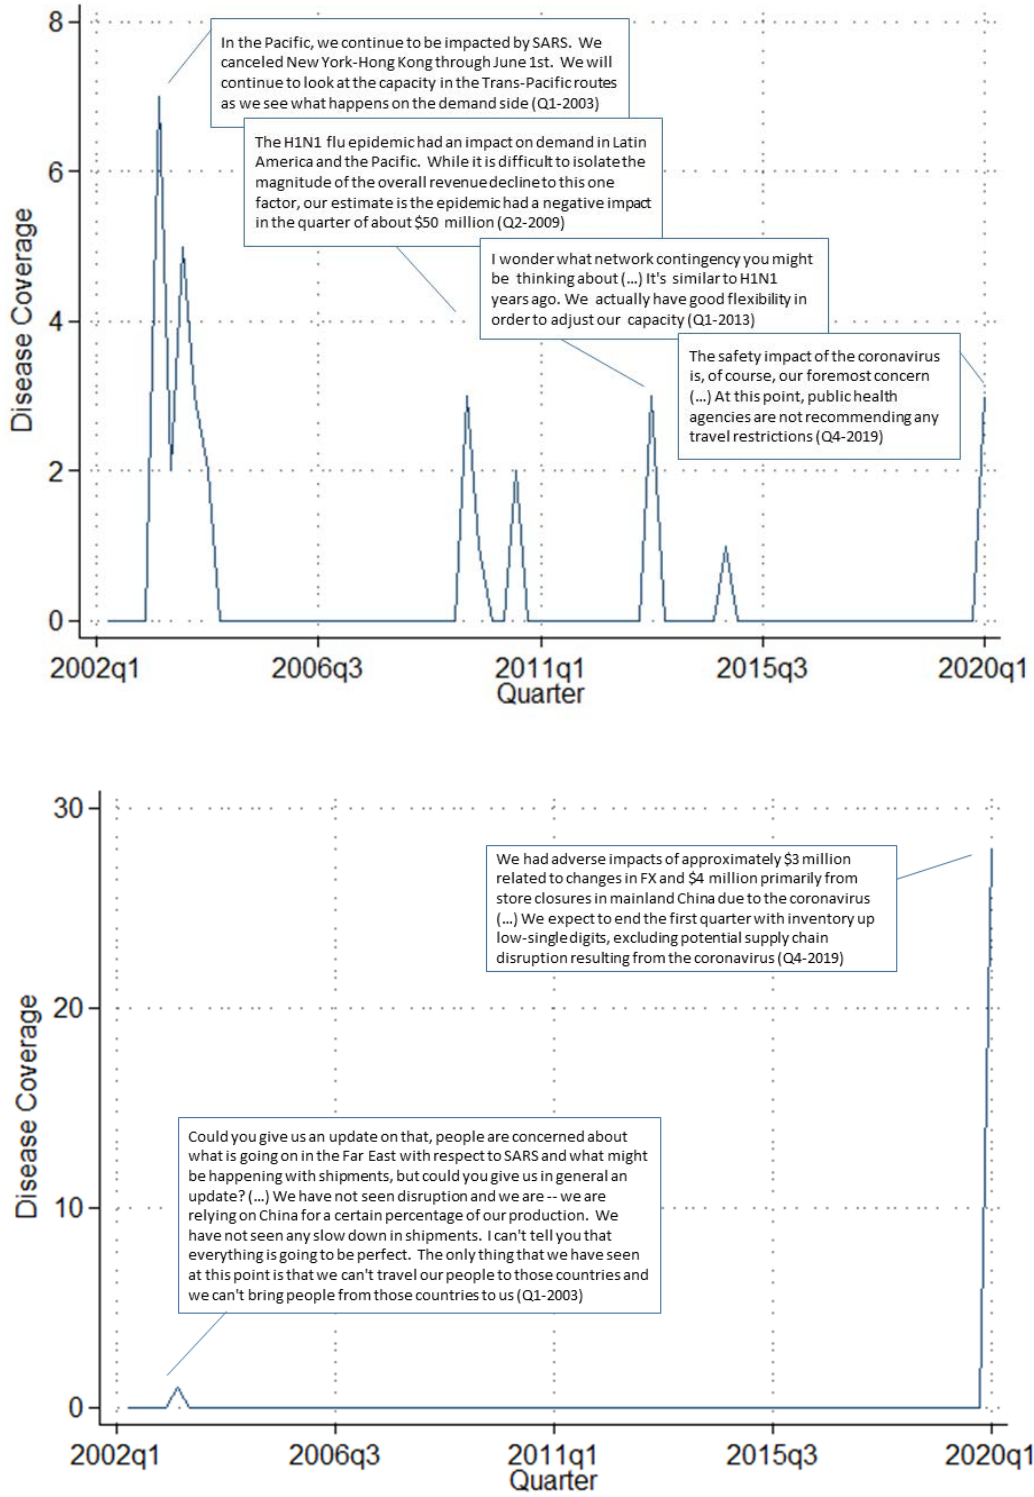 8
In the Pacific, we continue to be impacted by SARS. We
canceled New York-Hong Kong through June 1st. We will
continue to look at the capacity in the Trans-Pacific routes
as we see what happens on the demand side (Q1-2003)
The H1N1 flu epidemic had an impact on demand in Latin
America and the Pacific. While it is difficult to isolate the
magnitude of the overall revenue decline to this one
factor, our estimate is the epidemic had a negative impact
in the quarter of about $50 million (Q2-2009)
6
I wonder what network contingency you might
be thinking about (...) It's similar to H1N1
years ago. We actually have good flexibility in
order to adjust our capacity (Q1-2013)
4
The safety impact of the coronavirus
is, of course, our foremost concern
(...) At this point, public health
agencies are not recommending any
travel restrictions (Q4-2019)
2
0
Disease Coverage
2002q1 2006q3 2011q1 2015q3 2020q1
Quarter
30
We had adverse impacts of approximately $3 million
related to changes in FX and $4 million primarily from
store closures in mainland China due to the coronavirus
(...) We expect to end the first quarter with inventory up
low-single digits, excluding potential supply chain
disruption resulting from the coronavirus (Q4-2019)
20
Could you give us an update on that, people are concerned about
what is going on in the Far East with respect to SARS and what might
be happening with shipments, but could you give us in general an
update? (...) We have not seen disruption and we are -- we are
relying on China for a certain percentage of our production. We
have not seen any slow down in shipments. I can't tell you that
everything is going to be perfect. The only thing that we have seen
at this point is that we can't travel our people to those countries and
we can't bring people from those countries to us (Q1-2003)
10
0
Disease Coverage
2002q1 2006q3 2011q1 2015q3 2020q1
Quarter